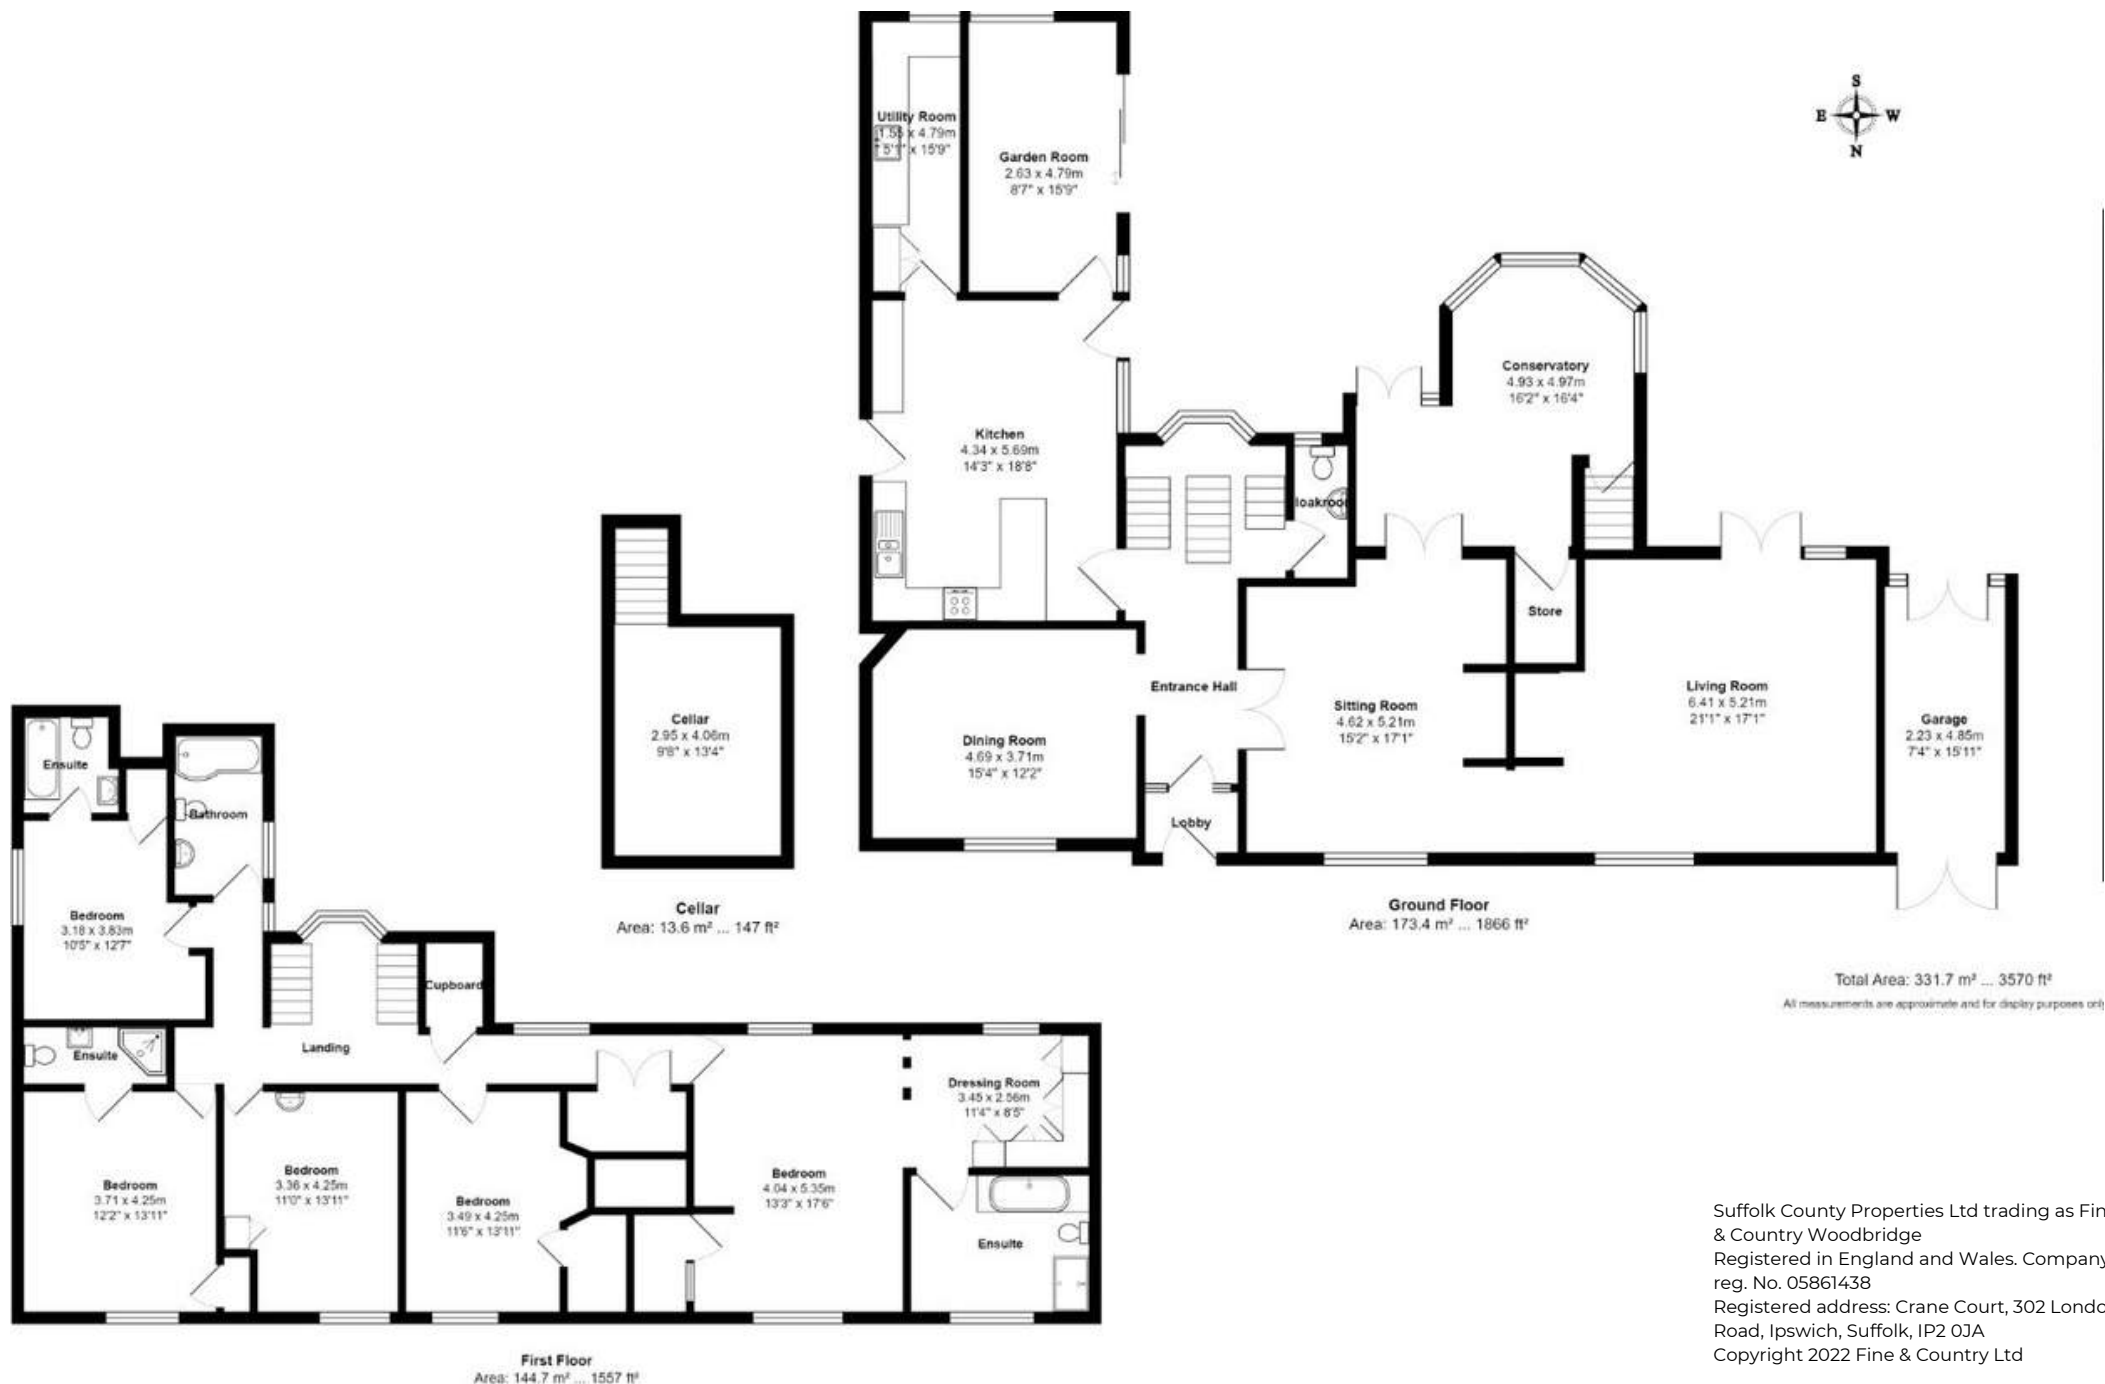 S
E W
N
Utility Room
1.55 x 4.79m
5'1" x 15'9"
Garden Room
2.63 x 4.79m
8'7" x 15'9"
Conservatory
4.93 x 4.97m
16'2" x 16'4"
Kitchen
4.34 x 5.69m
14'3" x 18'8"
loakroo
Store
Entrance Hall
Sitting Room
4.62 x 5.21m
15'2" x 17'1"
Living Room
6.41 x 5.21m
21'1" x 17'1"
Garage
2.23 x 4.85m
7'4" x 15'11"
Dining Room
4.69 x 3.71m
15'4" x 12'2"
Lobby
Ground Floor
Area: 173.4 m² ... 1866 ft²
Cellar
2.95 x 4.06m
9'8" x 13'4"
Cellar
Area: 13.6 m² ... 147 ft²
Ensuite
Bathroom
Bedroom
3.18 x 3.83m
10'5" x 12'7"
Cupboard
Ensuite
Landing
Dressing Room
3.45 x 2.56m
11'4" x 8'5"
Bedroom
3.71 x 4.25m
12'2" x 13'11"
Bedroom
3.36 x 4.25m
11'0" x 13'11"
Bedroom
3.49 x 4.25m
11'6" x 13'11"
Bedroom
4.04 x 5.35m
13'3" x 17'6"
Ensuite
First Floor
Area: 144.7 m² ... 1557 ft²
Total Area: 331.7 m² ... 3570 ft²
All measurements are approximate and for display purposes only
Suffolk County Properties Ltd trading as Fin
& Country Woodbridge
Registered in England and Wales. Company
reg. No. 05861438
Registered address: Crane Court, 302 Londo
Road, Ipswich, Suffolk, IP2 0JA
Copyright 2022 Fine & Country Ltd